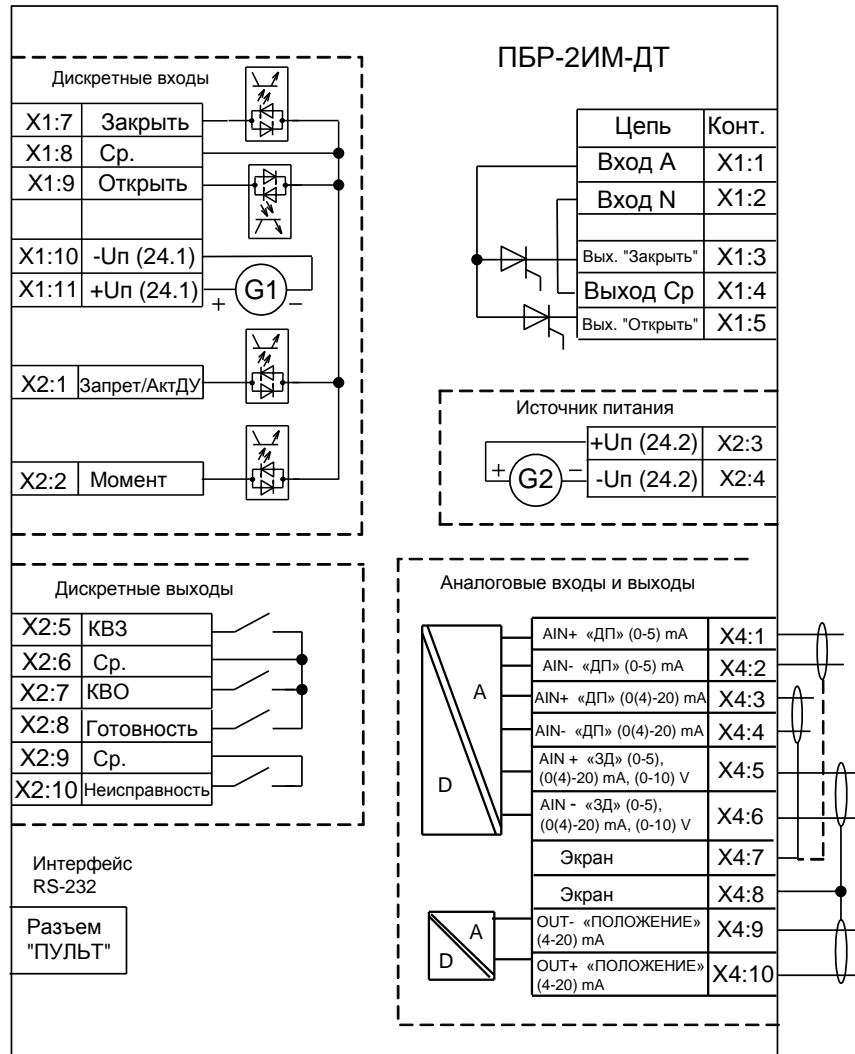 ПБР-2ИМ-ДТ
Дискретные входы
X1:7 Закрыть
X1:8 Ср.
X1:9 Открыть
X1:10 -Uп (24.1)
X1:11 +Uп (24.1) + G1 −
X2:1 Запрет/АктДУ
X2:2 Момент
Цепь Конт.
Вход А X1:1
Вход N X1:2
Вых. "Закрыть" X1:3
Выход Ср X1:4
Вых. "Открыть" X1:5
Источник питания
+Uп (24.2) X2:3
+ G2 − -Uп (24.2) X2:4
Дискретные выходы
X2:5 КВЗ
X2:6 Ср.
X2:7 КВО
X2:8 Готовность
X2:9 Ср.
X2:10 Неисправность
Интерфейс
RS-232
Разъем
"ПУЛЬТ"
Аналоговые входы и выходы
A
D
AIN+ «ДП» (0-5) mA X4:1
AIN- «ДП» (0-5) mA X4:2
AIN+ «ДП» (0(4)-20) mA X4:3
AIN- «ДП» (0(4)-20) mA X4:4
AIN + «ЗД» (0-5),
(0(4)-20) mA, (0-10) V X4:5
AIN - «ЗД» (0-5),
(0(4)-20) mA, (0-10) V X4:6
Экран X4:7
Экран X4:8
A
D
OUT- «ПОЛОЖЕНИЕ»
(4-20) mA X4:9
OUT+ «ПОЛОЖЕНИЕ»
(4-20) mA X4:10